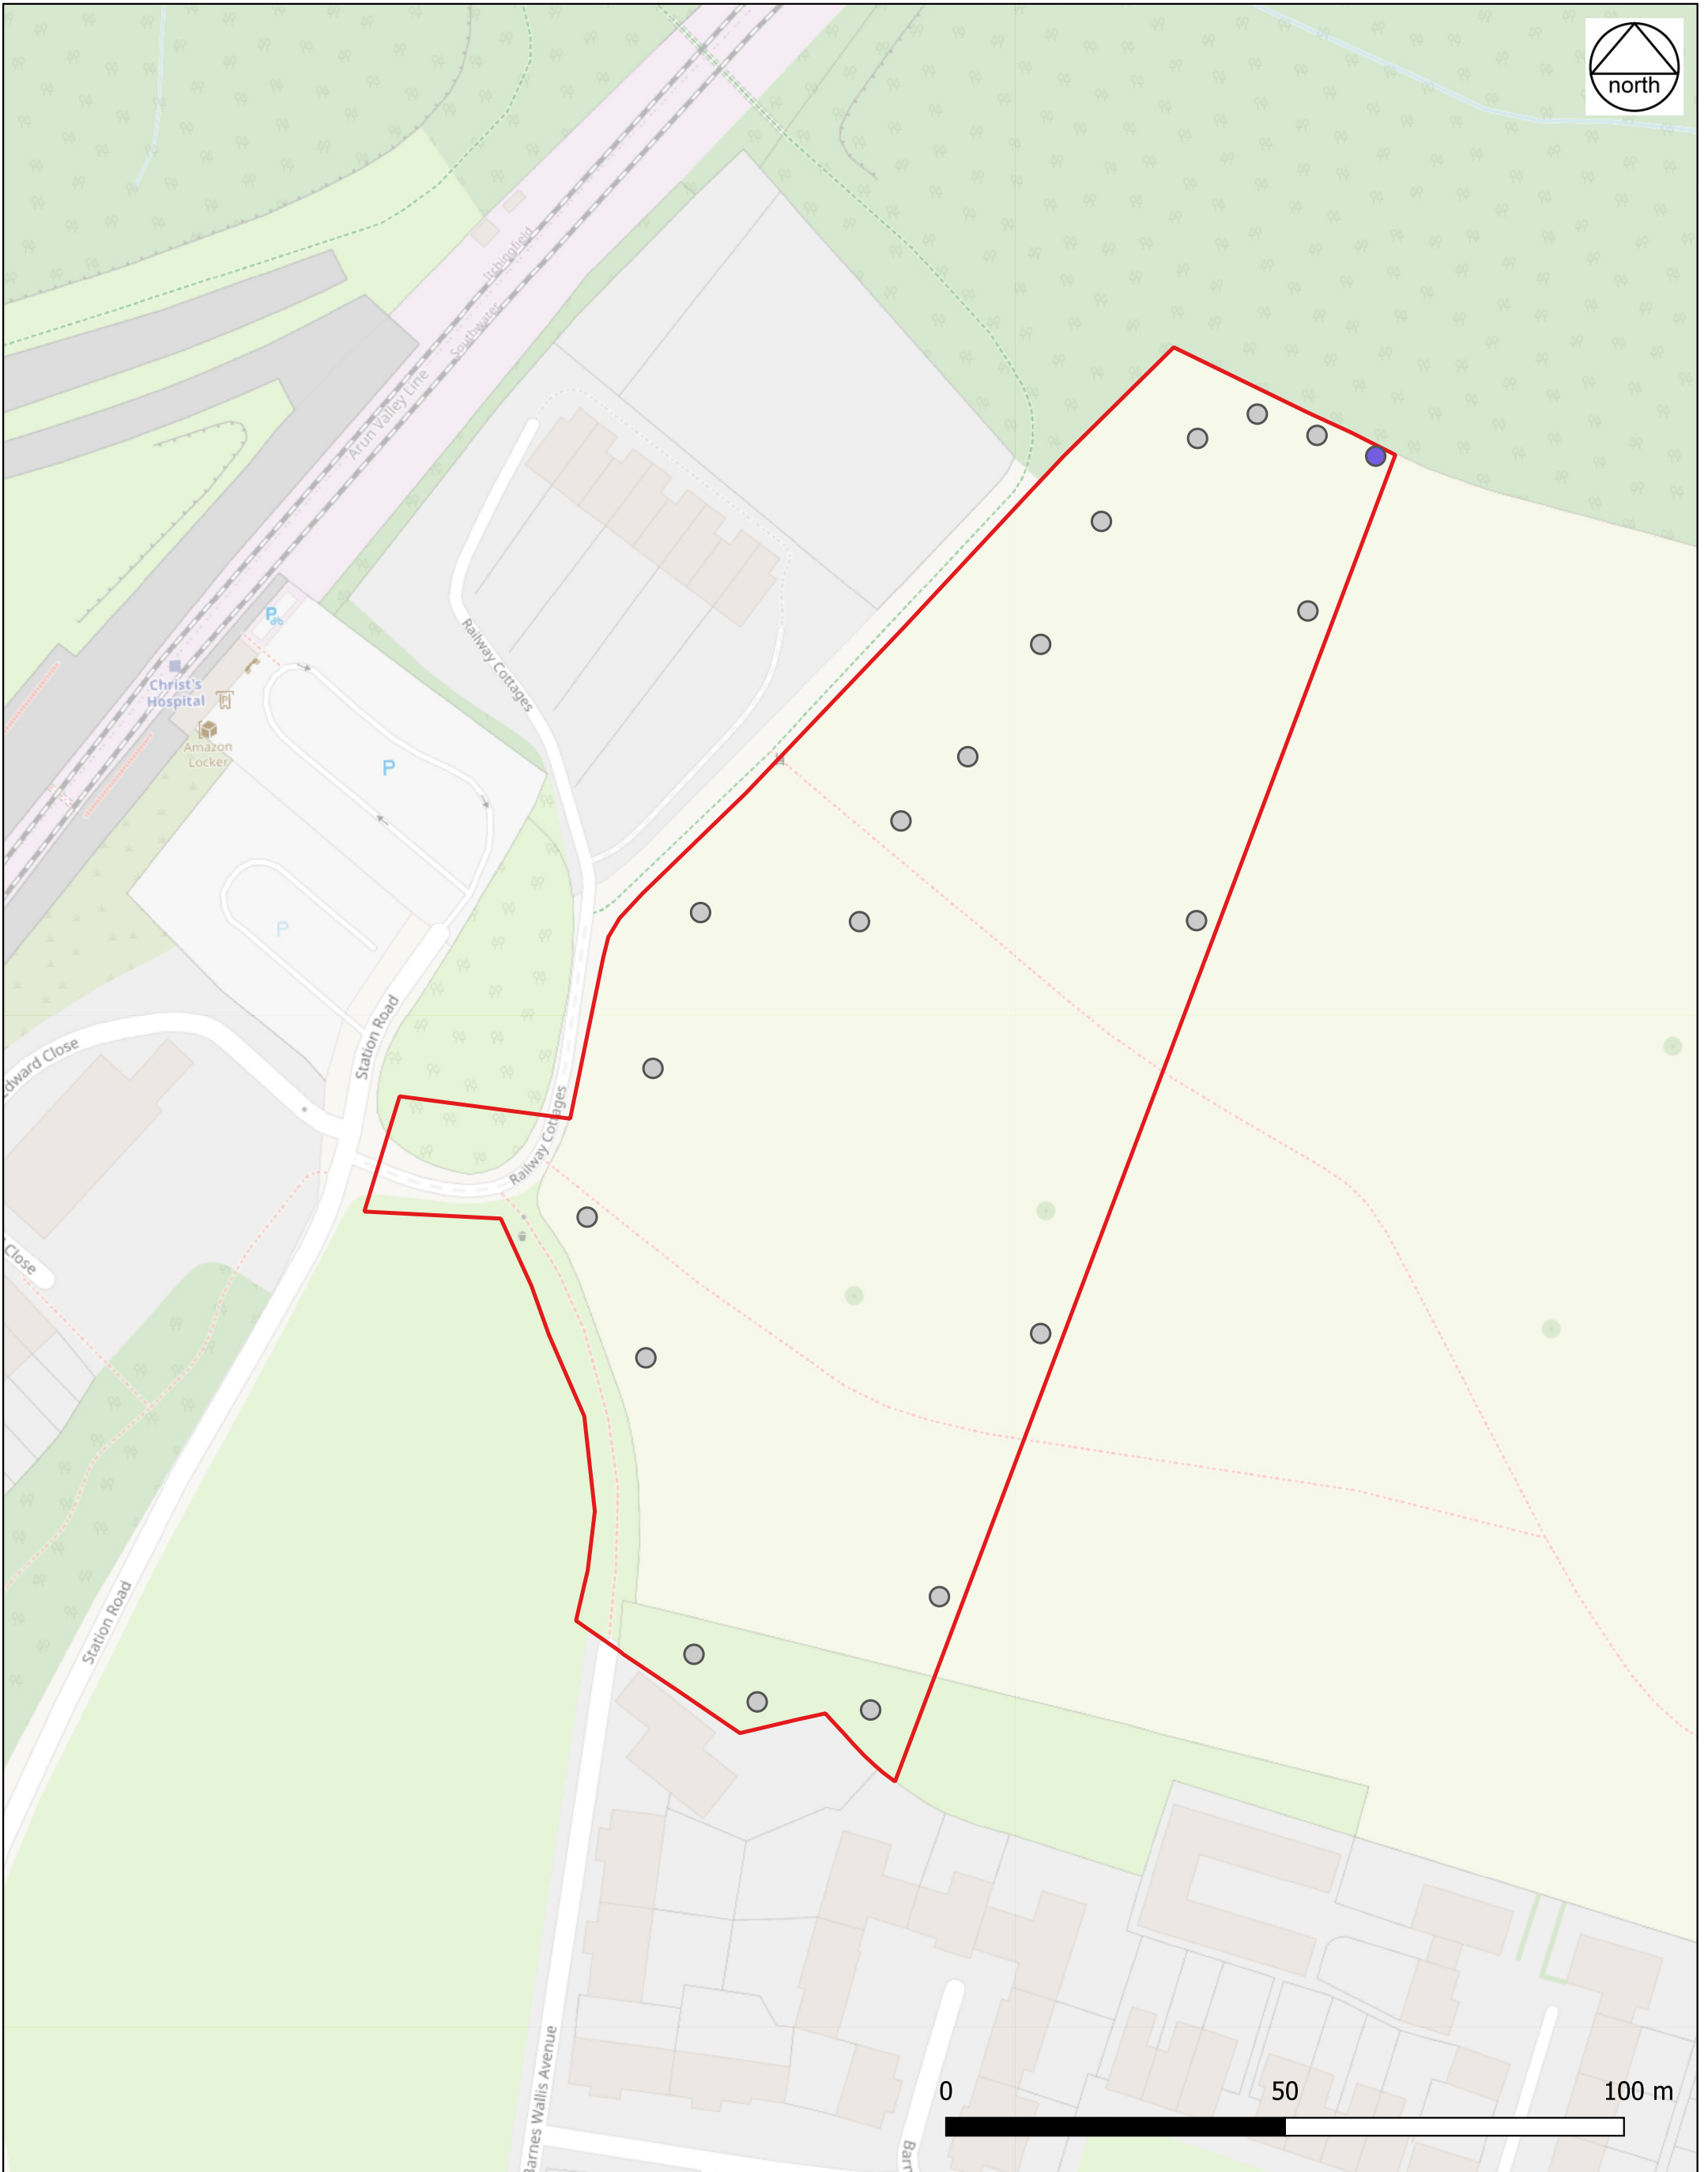 north
Itchingfield
Southwater
Arun Valley Line
Railway Cottages
P
Christ's
Hospital
Amazon
Locker
P
P
Station Road
Edward Close
Railway Cottages
Close
Station Road
0 50 100 m
Barnes Wallis Avenue
Barr